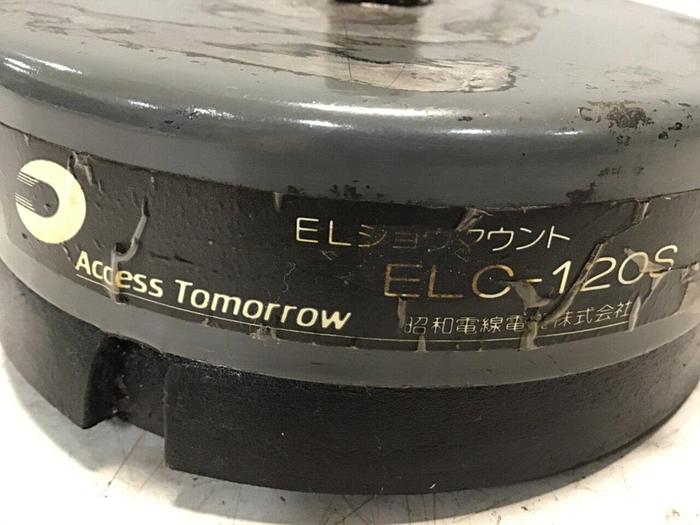 ELショウマウント
ELC-120S
Access Tomorrow
昭和電線電 株式会社